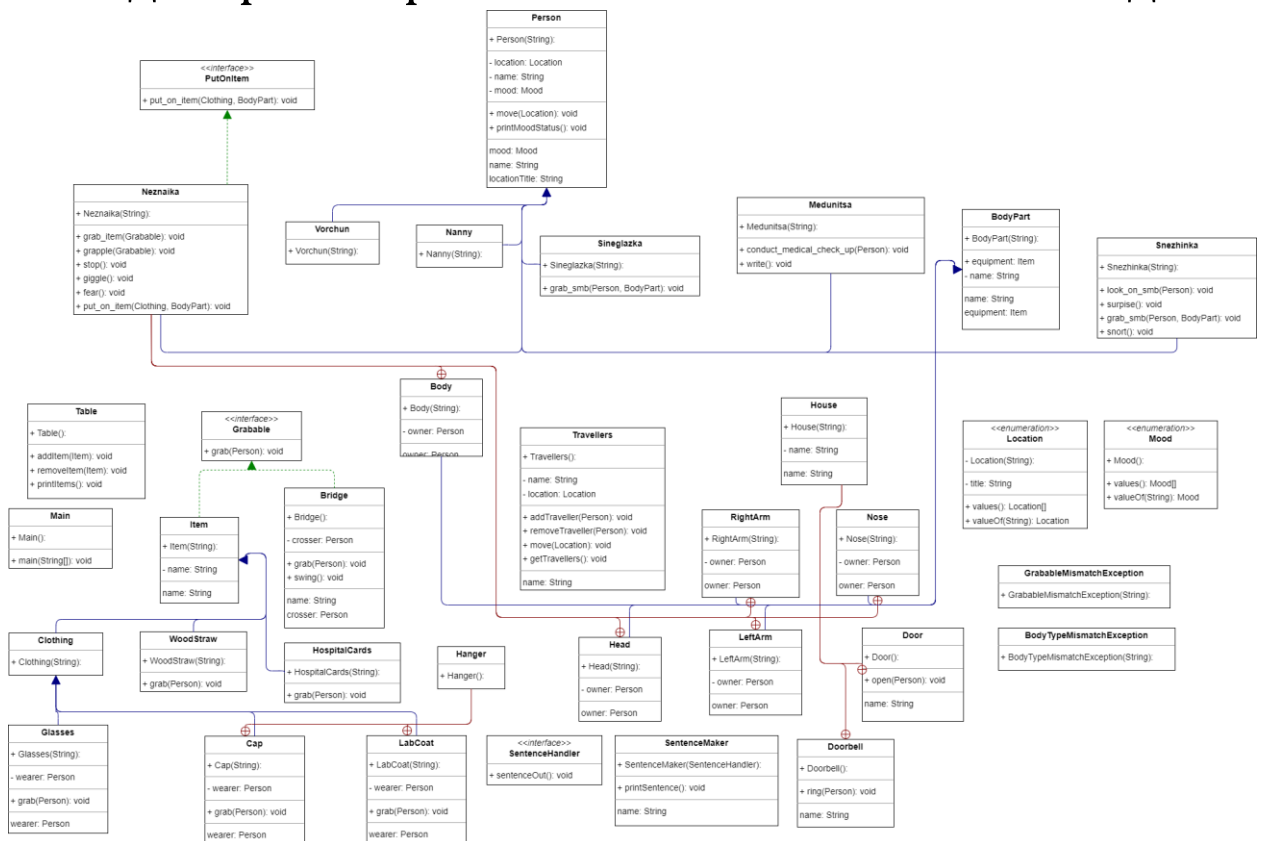 Person
+ Person(String):
- location: Location
- name: String
- mood: Mood
+ move(Location): void
+ printMoodStatus(): void
mood: Mood
name: String
locationTitle: String
<<interface>>
PutOnItem
+ put_on_item(Clothing, BodyPart): void
Neznaika
+ Neznaika(String):
+ grab_item(Grabable): void
+ grapple(Grabable): void
+ stop(): void
+ giggle(): void
+ fear(): void
+ put_on_item(Clothing, BodyPart): void
Vorchun
+ Vorchun(String):
Nanny
+ Nanny(String):
Sineglazka
+ Sineglazka(String):
+ grab_smb(Person, BodyPart): void
Medunitsa
+ Medunitsa(String):
+ conduct_medical_check_up(Person): void
+ write(): void
BodyPart
+ BodyPart(String):
+ equipment: Item
- name: String
name: String
equipment: Item
Snezhinka
+ Snezhinka(String):
+ look_on_smb(Person): void
+ surpise(): void
+ grab_smb(Person, BodyPart): void
+ snort(): void
Table
+ Table():
+ addItem(Item): void
+ removeItem(Item): void
+ printItems(): void
<<interface>>
Grabable
+ grab(Person): void
Body
+ Body(String):
- owner: Person
owner: Person
Travellers
+ Travellers():
- name: String
- location: Location
+ addTraveller(Person): void
+ removeTraveller(Person): void
+ move(Location): void
+ getTravellers(): void
name: String
House
+ House(String):
- name: String
name: String
<<enumeration>>
Location
- Location(String):
- title: String
+ values(): Location[]
+ valueOf(String): Location
<<enumeration>>
Mood
+ Mood():
+ values(): Mood[]
+ valueOf(String): Mood
Main
+ Main():
+ main(String[]): void
Item
+ Item(String):
- name: String
name: String
Bridge
+ Bridge():
- crosser: Person
+ grab(Person): void
+ swing(): void
name: String
crosser: Person
RightArm
+ RightArm(String):
- owner: Person
owner: Person
Nose
+ Nose(String):
- owner: Person
owner: Person
GrabableMismatchException
+ GrabableMismatchException(String):
BodyTypeMismatchException
+ BodyTypeMismatchException(String):
Clothing
+ Clothing(String):
WoodStraw
+ WoodStraw(String):
+ grab(Person): void
HospitalCards
+ HospitalCards(String):
+ grab(Person): void
Hanger
+ Hanger():
Head
+ Head(String):
- owner: Person
owner: Person
LeftArm
+ LeftArm(String):
- owner: Person
owner: Person
Door
+ Door():
+ open(Person): void
name: String
Glasses
+ Glasses(String):
- wearer: Person
+ grab(Person): void
wearer: Person
Cap
+ Cap(String):
- wearer: Person
+ grab(Person): void
wearer: Person
LabCoat
+ LabCoat(String):
- wearer: Person
+ grab(Person): void
wearer: Person
<<interface>>
SentenceHandler
+ sentenceOut(): void
SentenceMaker
+ SentenceMaker(SentenceHandler):
+ printSentence(): void
name: String
Doorbell
+ Doorbell():
+ ring(Person): void
name: String